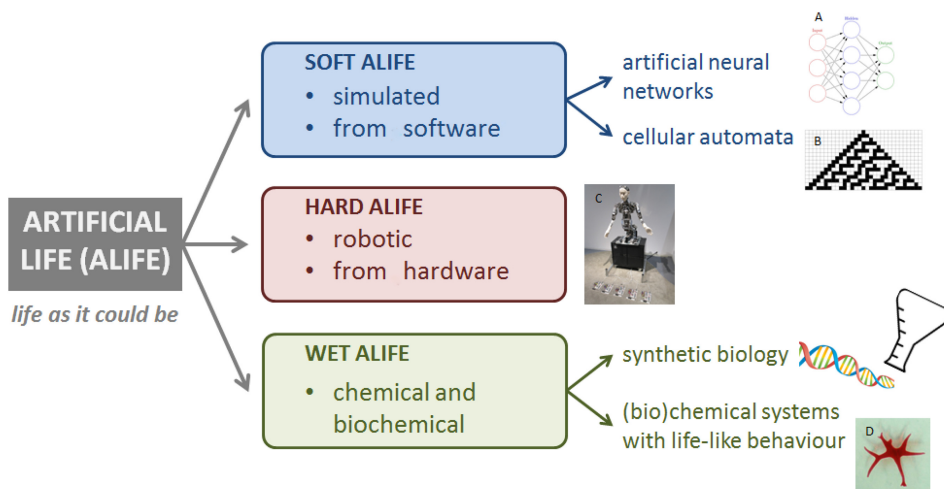 ARTIFICIAL
LIFE (ALIFE)
life as it could be
SOFT ALIFE
• simulated
• from software
artificial neural
networks
cellular automata
A
B
HARD ALIFE
• robotic
• from hardware
C
WET ALIFE
• chemical and
biochemical
synthetic biology
(bio)chemical systems
with life-like behaviour
D